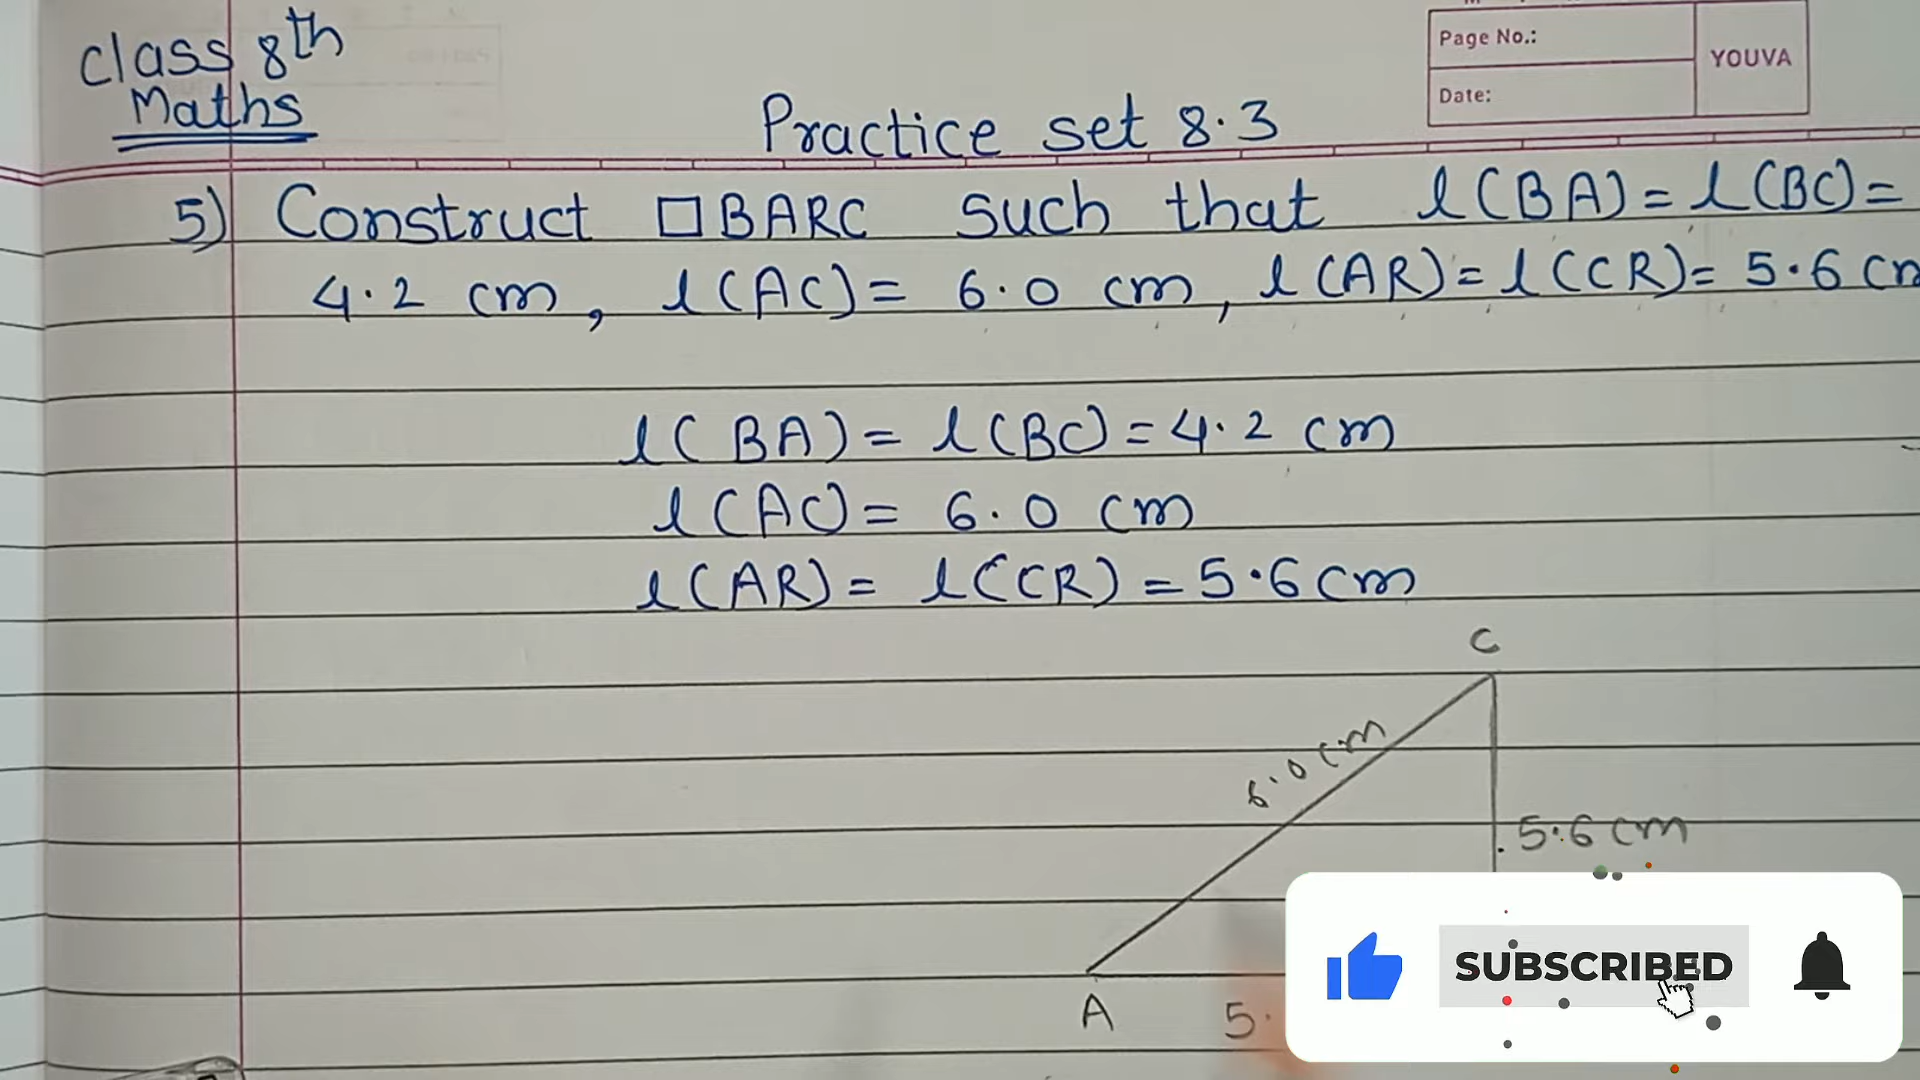 class 8th
Maths
Page No.:
YOUVA
Date:
Practice set 8.3
5) Construct □BARC such that l(BA)=l(BC)=
4.2 cm, l(AC)= 6.0 cm, l(AR)=l(CR)= 5.6 cm
l(BA)= l(BC)=4.2 cm
l(AC)= 6.0 cm
l(AR)= l(CR)=5.6cm
C
6.0 cm
5.6 cm
A
5.
SUBSCRIBED